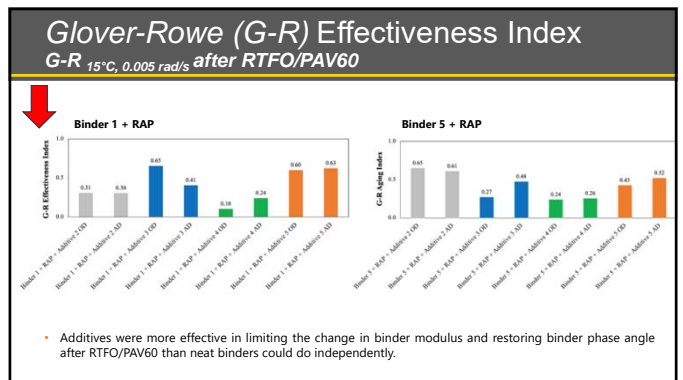 Glover-Rowe (G-R) Effectiveness Index
G-R 15°C, 0.005 rad/s after RTFO/PAV60
Binder 1 + RAP
G-R Effectiveness Index
1.0
0.5
0.0
0.31
0.30
0.65
0.41
0.10
0.24
0.60
0.63
Binder 1 + RAP + Additive 2 OD
Binder 1 + RAP + Additive 2 AD
Binder 1 + RAP + Additive 3 OD
Binder 1 + RAP + Additive 3 AD
Binder 1 + RAP + Additive 4 OD
Binder 1 + RAP + Additive 4 AD
Binder 1 + RAP + Additive 5 OD
Binder 1 + RAP + Additive 5 AD
Binder 5 + RAP
G-R Aging Index
1.0
0.5
0.0
0.65
0.61
0.27
0.48
0.24
0.26
0.43
0.52
Binder 5 + RAP + Additive 2 OD
Binder 5 + RAP + Additive 2 AD
Binder 5 + RAP + Additive 3 OD
Binder 5 + RAP + Additive 3 AD
Binder 5 + RAP + Additive 4 OD
Binder 5 + RAP + Additive 4 AD
Binder 5 + RAP + Additive 5 OD
Binder 5 + RAP + Additive 5 AD
• Additives were more effective in limiting the change in binder modulus and restoring binder phase angle
after RTFO/PAV60 than neat binders could do independently.